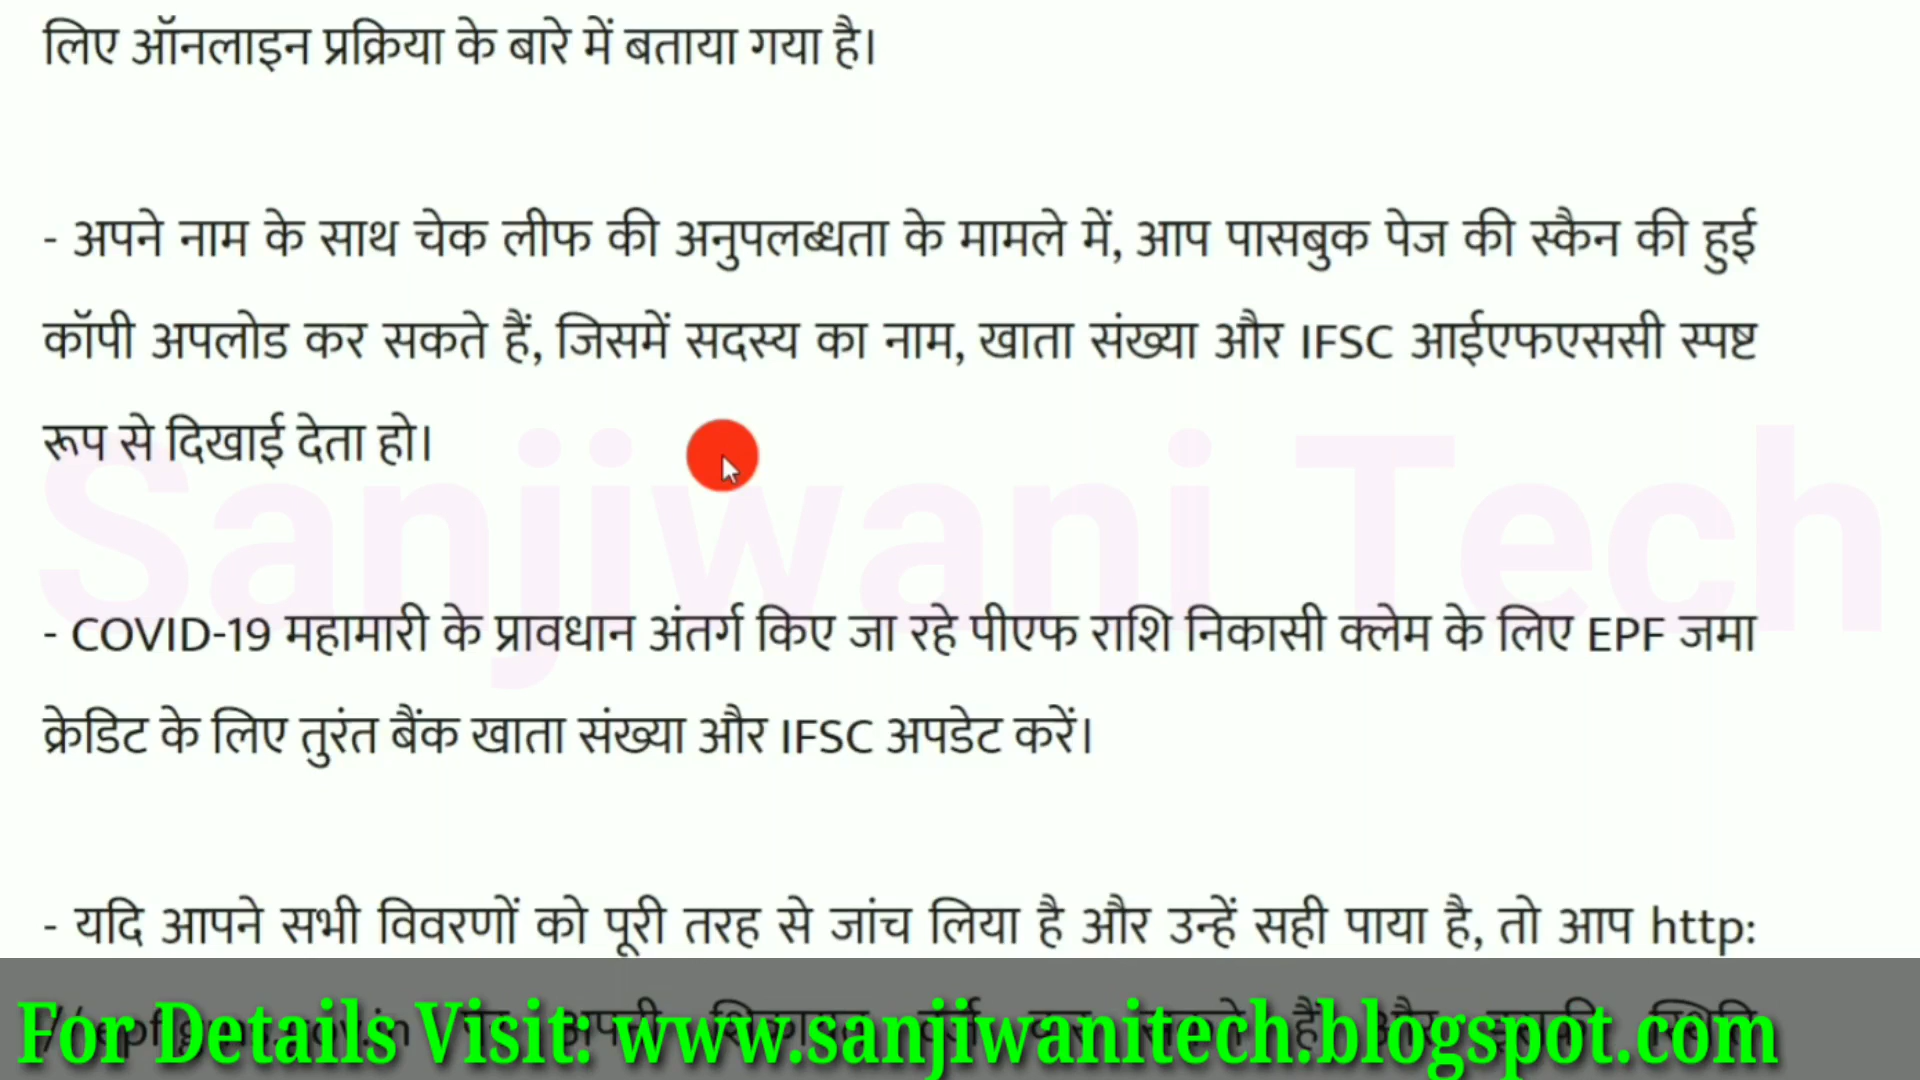 लिए ऑनलाइन प्रक्रिया के बारे में बताया गया है।
- अपने नाम के साथ चेक लीफ की अनुपलब्धता के मामले में, आप पासबुक पेज की स्कैन की हुई
कॉपी अपलोड कर सकते हैं, जिसमें सदस्य का नाम, खाता संख्या और IFSC आईएफएससी स्पष्ट
रूप से दिखाई देता हो।
Sanjiwani Tech
- COVID-19 महामारी के प्रावधान अंतर्ग किए जा रहे पीएफ राशि निकासी क्लेम के लिए EPF जमा
क्रेडिट के लिए तुरंत बैंक खाता संख्या और IFSC अपडेट करें।
- यदि आपने सभी विवरणों को पूरी तरह से जांच लिया है और उन्हें सही पाया है, तो आप http:
For Details Visit: www.sanjiwanitech.blogspot.com